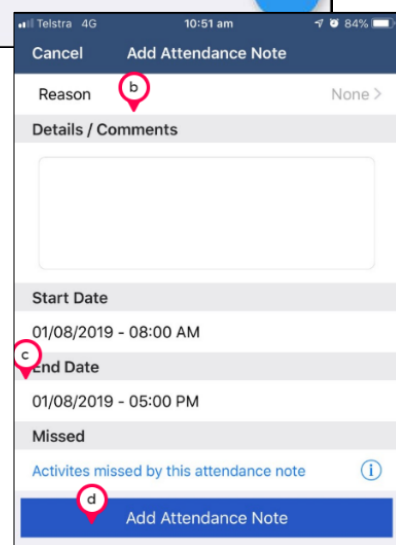 Telstra 4G 10:51 am 84%
Cancel Add Attendance Note
Reason b None >
Details / Comments
Start Date
01/08/2019 - 08:00 AM
c End Date
01/08/2019 - 05:00 PM
Missed
Activites missed by this attendance note i
d
Add Attendance Note